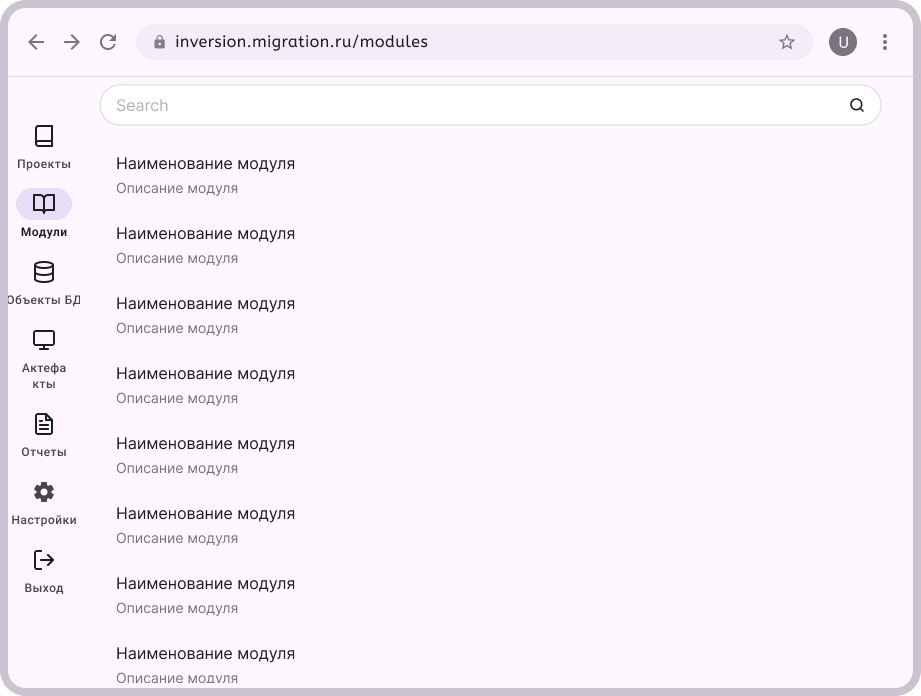 inversion.migration.ru/modules
U
Search
Проекты
Модули
Объекты БД
Актефа
кты
Отчеты
Настройки
Выход
Наименование модуля
Описание модуля
Наименование модуля
Описание модуля
Наименование модуля
Описание модуля
Наименование модуля
Описание модуля
Наименование модуля
Описание модуля
Наименование модуля
Описание модуля
Наименование модуля
Описание модуля
Наименование модуля
Описание модуля